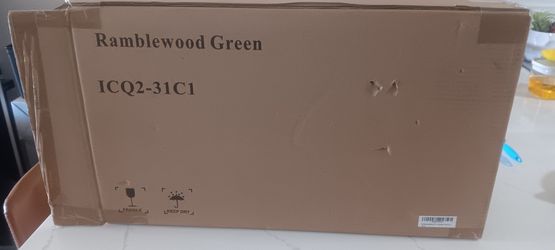 Ramblewood Green
ICQ2-31C1
FRAGILE
KEEP DRY